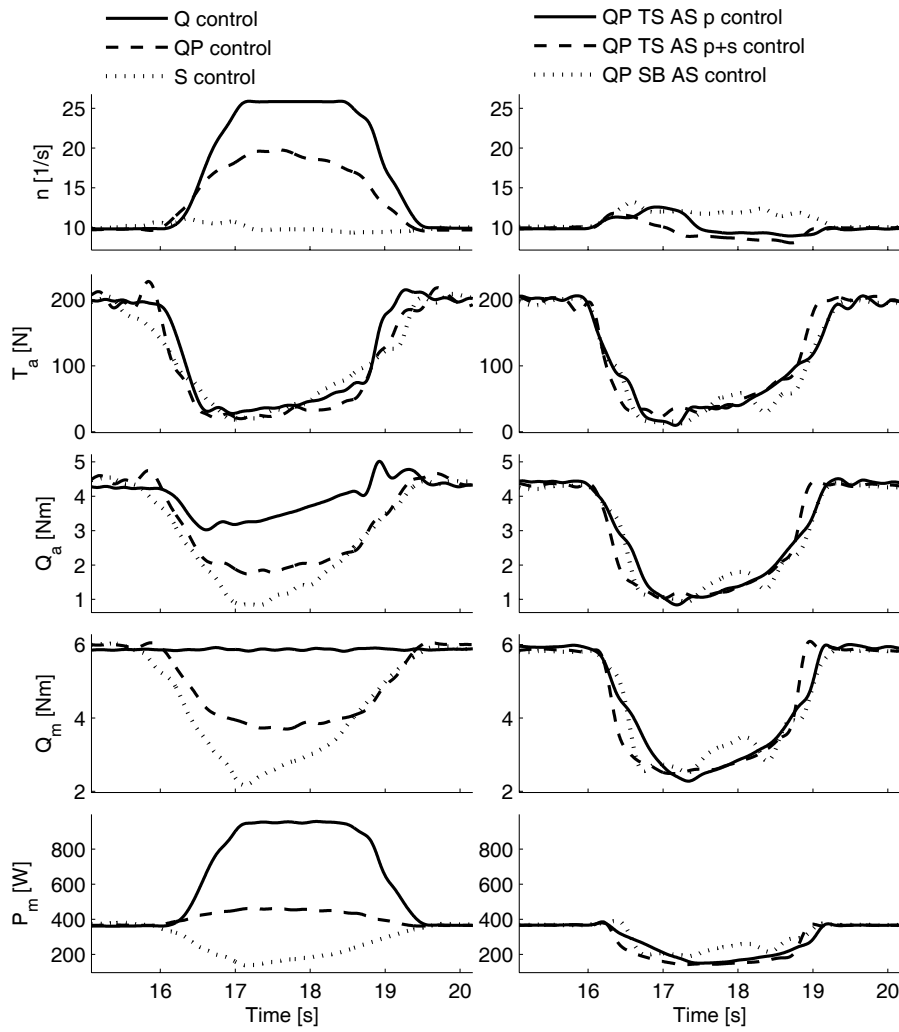 Q control
QP control
S control
QP TS AS p control
QP TS AS p+s control
QP SB AS control
n [1/s]
25
20
15
10
25
20
15
10
T_a [N]
200
100
0
200
100
0
Q_a [Nm]
5
4
3
2
1
5
4
3
2
1
Q_m [Nm]
6
4
2
6
4
2
P_m [W]
800
600
400
200
800
600
400
200
16 17 18 19 20
16 17 18 19 20
Time [s]
Time [s]